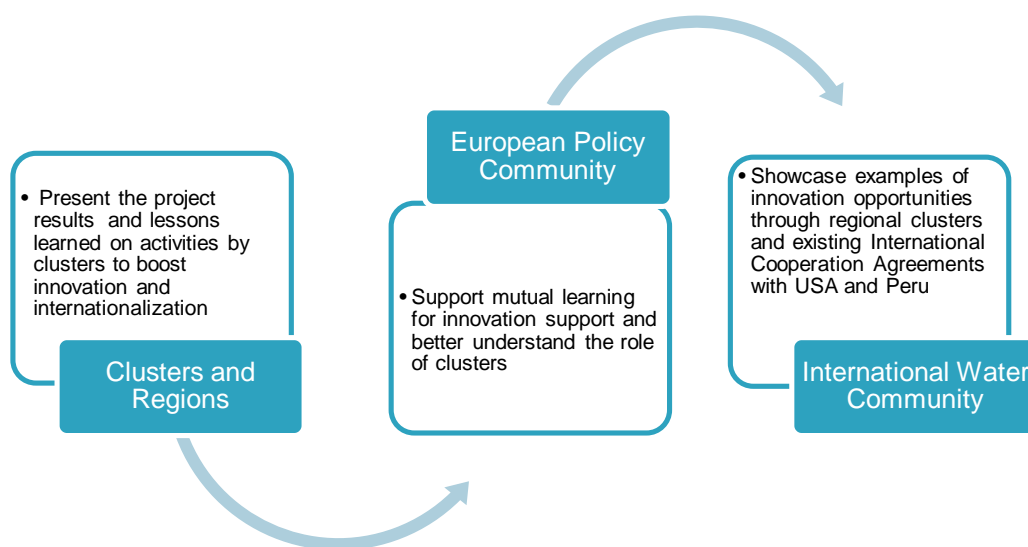 • Present the project
results and lessons
learned on activities by
clusters to boost
innovation and
internationalization
Clusters and
Regions
European Policy
Community
• Support mutual learning
for innovation support and
better understand the role
of clusters
• Showcase examples of
innovation opportunities
through regional clusters
and existing International
Cooperation Agreements
with USA and Peru
International Water
Community